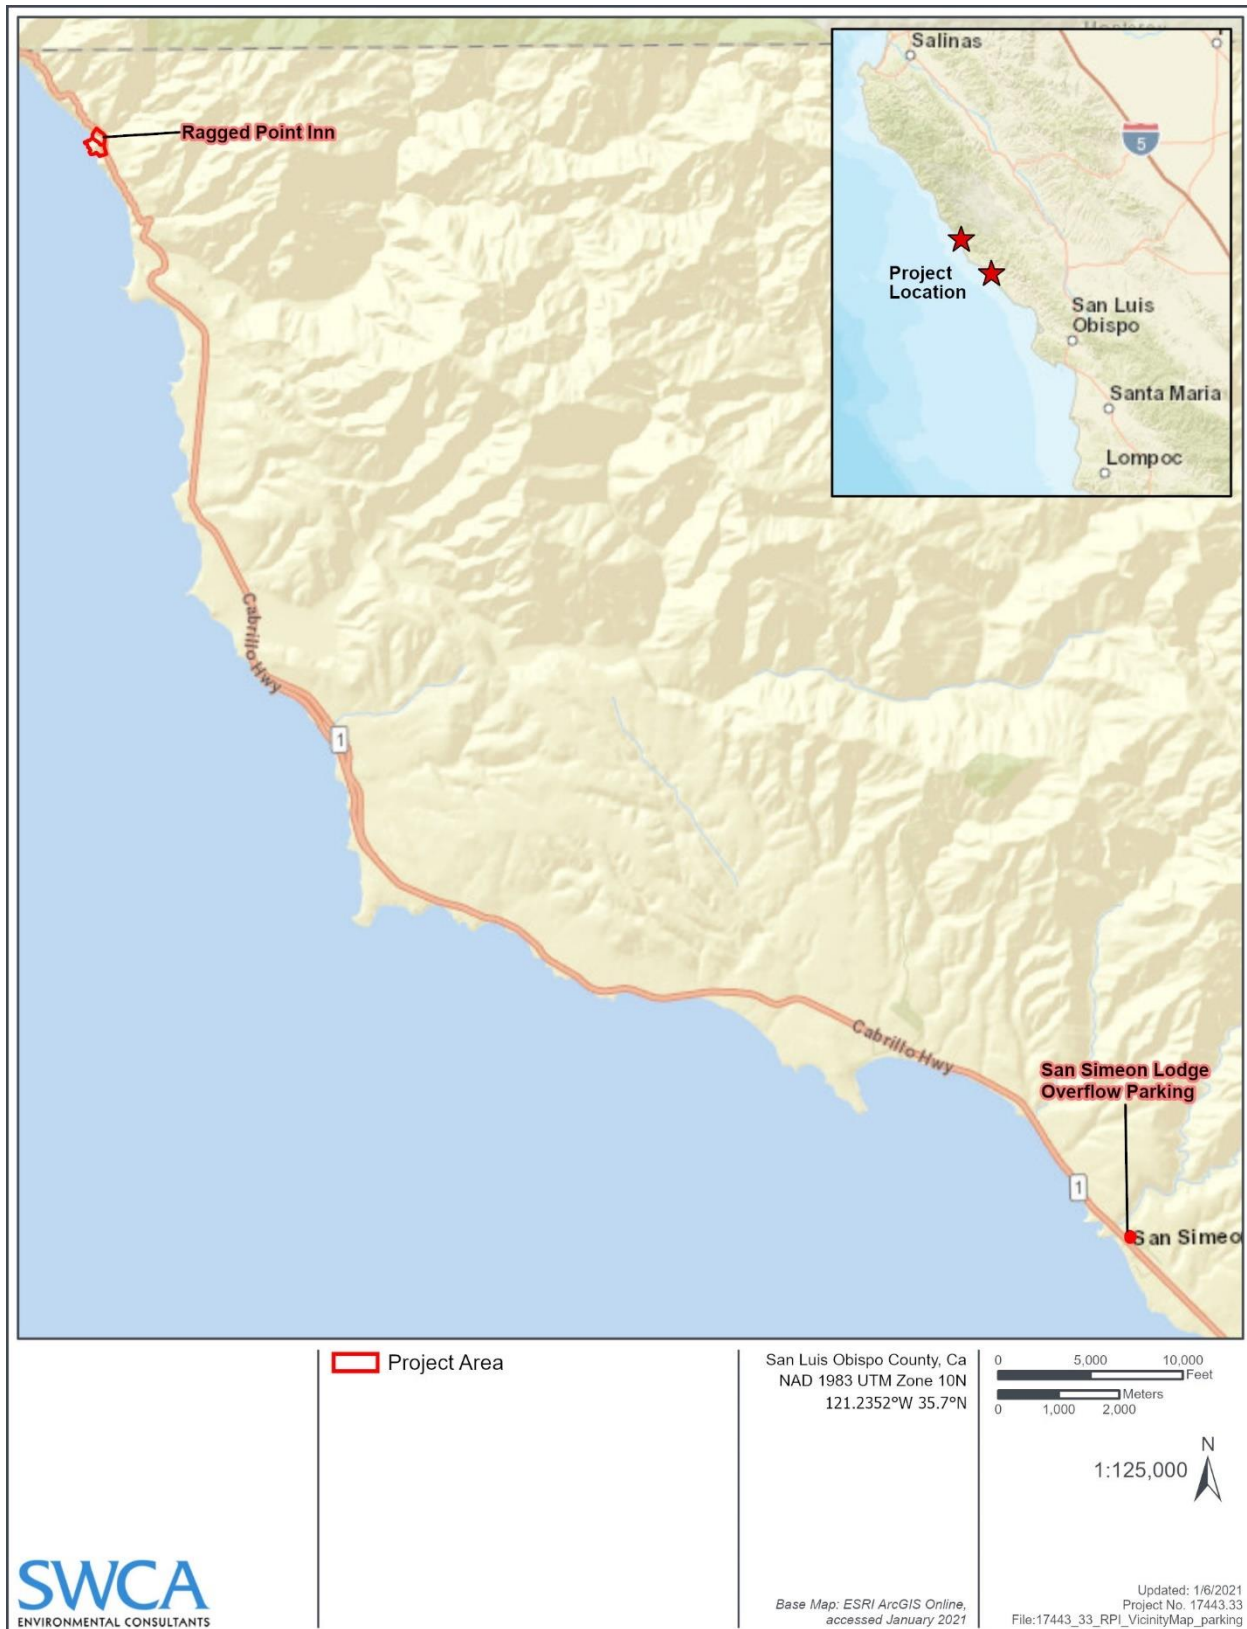 Ragged Point Inn
Salinas
5
Project
Location
San Luis
Obispo
Santa Maria
Lompoc
Cabrillo Hwy
1
Cabrillo Hwy
San Simeon Lodge
Overflow Parking
1
San Simeo
Project Area
San Luis Obispo County, Ca
NAD 1983 UTM Zone 10N
121.2352°W 35.7°N
0 5,000 10,000
Feet
Meters
0 1,000 2,000
N
1:125,000
SWCA
ENVIRONMENTAL CONSULTANTS
Base Map: ESRI ArcGIS Online,
accessed January 2021
Updated: 1/6/2021
Project No. 17443.33
File:17443_33_RPI_VicinityMap_parking